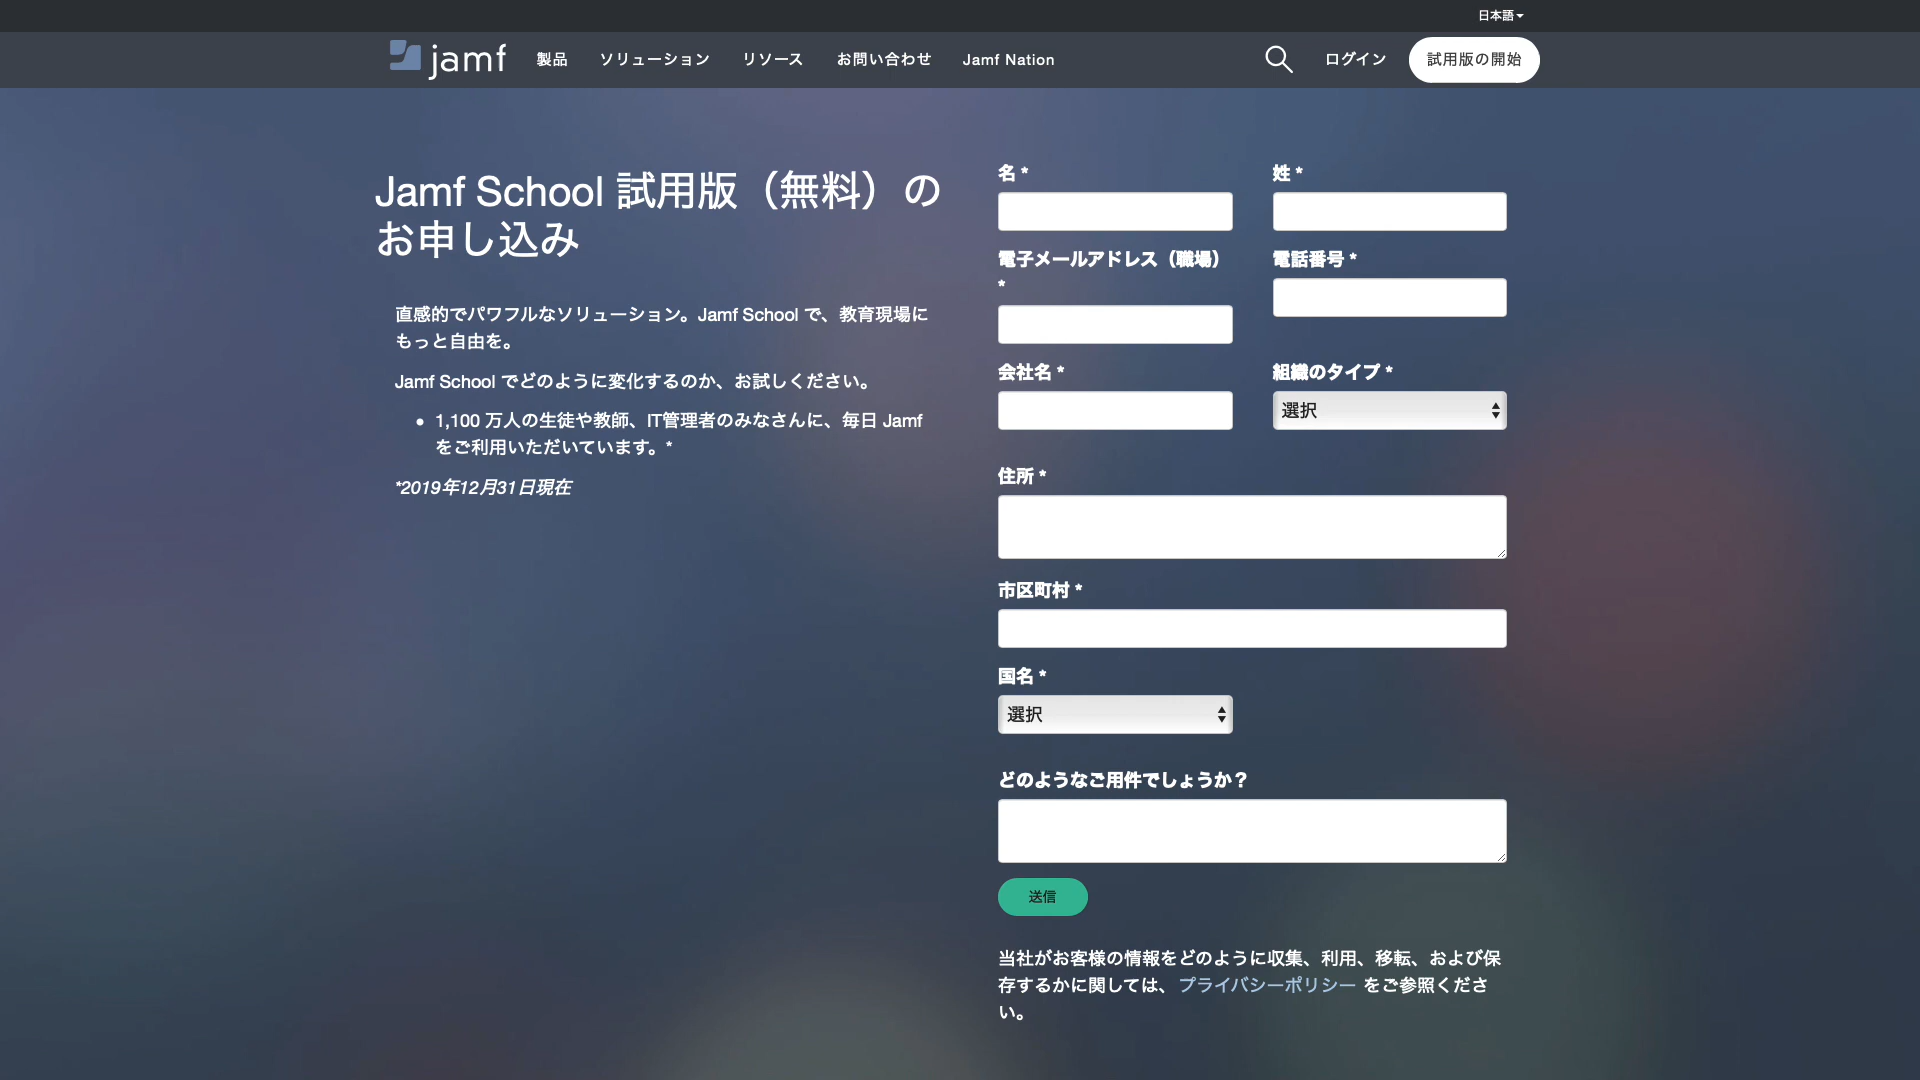 日本語
jamf 製品 ソリューション リソース お問い合わせ Jamf Nation ログイン 試用版の開始
Jamf School 試用版（無料）の
お申し込み
直感的でパワフルなソリューション。Jamf School で、教育現場に
もっと自由を。
Jamf School でどのように変化するのか、お試しください。
• 1,100 万人の生徒や教師、IT管理者のみなさんに、毎日 Jamf
をご利用いただいています。*
*2019年12月31日現在
名 * 姓 *
電子メールアドレス（職場） 電話番号 *
*
会社名 * 組織のタイプ *
選択
住所 *
市区町村 *
国名 *
選択
どのようなご用件でしょうか？
送信
当社がお客様の情報をどのように収集、利用、移転、および保
存するかに関しては、プライバシーポリシー をご参照くださ
い。